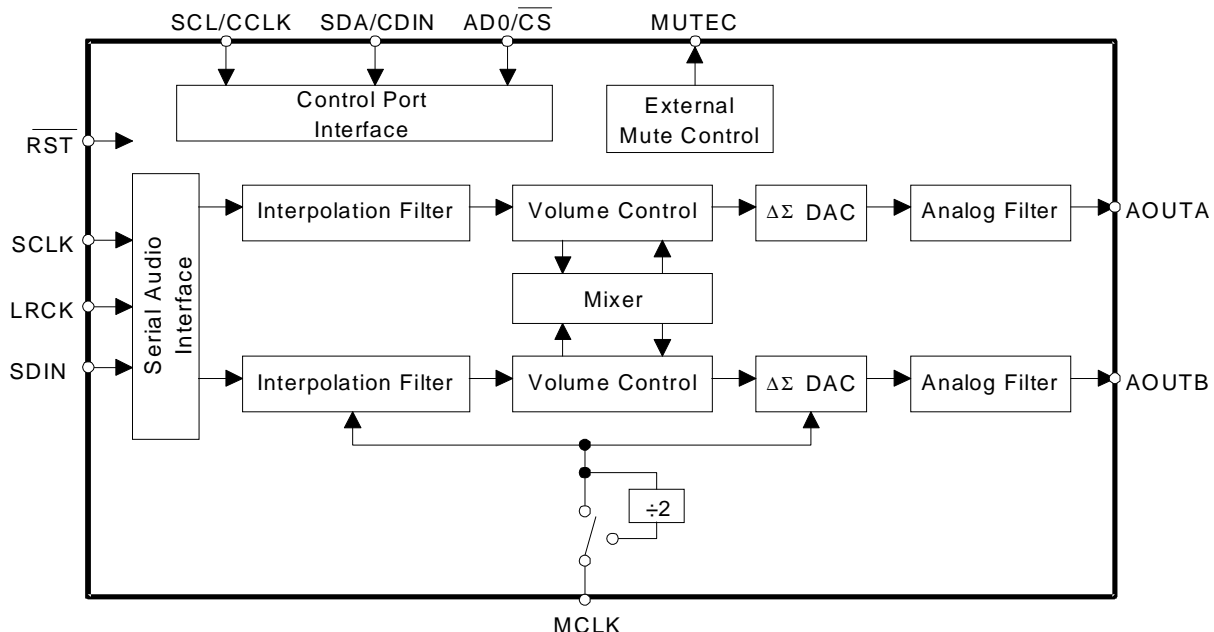 SCL/CCLK SDA/CDIN AD0/C̅S̅ MUTEC
Control Port
Interface
External
Mute Control
R̅S̅T̅
SCLK
LRCK
SDIN
Serial Audio
Interface
Interpolation Filter
Volume Control
ΔΣ DAC
Analog Filter
AOUTA
Mixer
Interpolation Filter
Volume Control
ΔΣ DAC
Analog Filter
AOUTB
÷2
MCLK